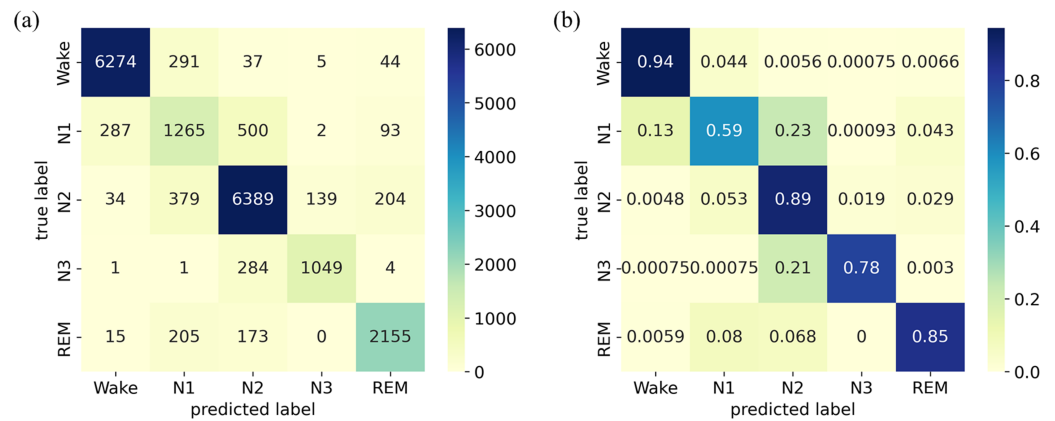 (a)
Wake 6274 291 37 5 44
N1 287 1265 500 2 93
N2 34 379 6389 139 204
N3 1 1 284 1049 4
REM 15 205 173 0 2155
Wake N1 N2 N3 REM
predicted label
true label
6000
5000
4000
3000
2000
1000
0
(b)
Wake 0.94 0.044 0.0056 0.00075 0.0066
N1 0.13 0.59 0.23 0.00093 0.043
N2 0.0048 0.053 0.89 0.019 0.029
N3 0.00075 0.00075 0.21 0.78 0.003
REM 0.0059 0.08 0.068 0 0.85
Wake N1 N2 N3 REM
predicted label
true label
0.8
0.6
0.4
0.2
0.0